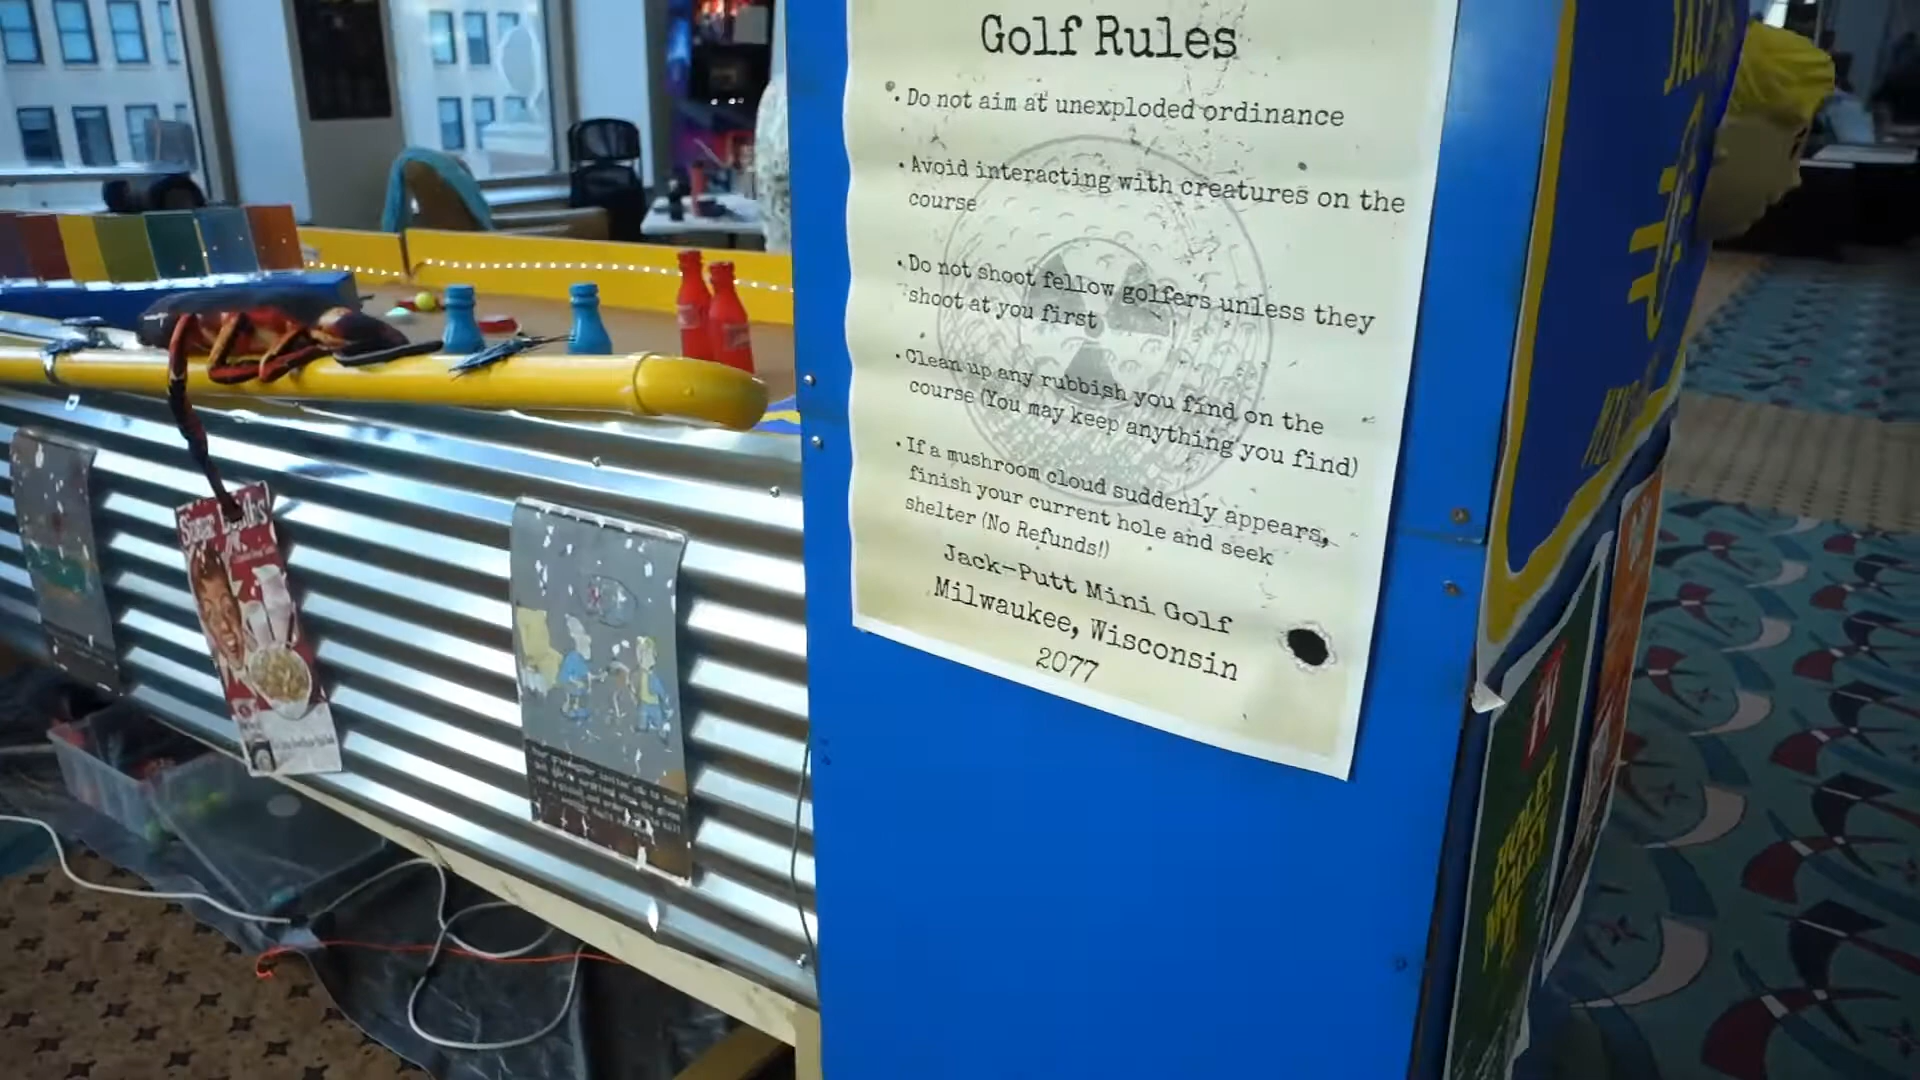 Golf Rules
• Do not aim at unexploded ordinance
• Avoid interacting with creatures on the
course
• Do not shoot fellow golfers unless they
shoot at you first
• Clean up any rubbish you find on the
course (You may keep anything you find)
• If a mushroom cloud suddenly appears,
finish your current hole and seek
shelter (No Refunds!)
Jack-Putt Mini Golf
Milwaukee, Wisconsin
2077
Sugar